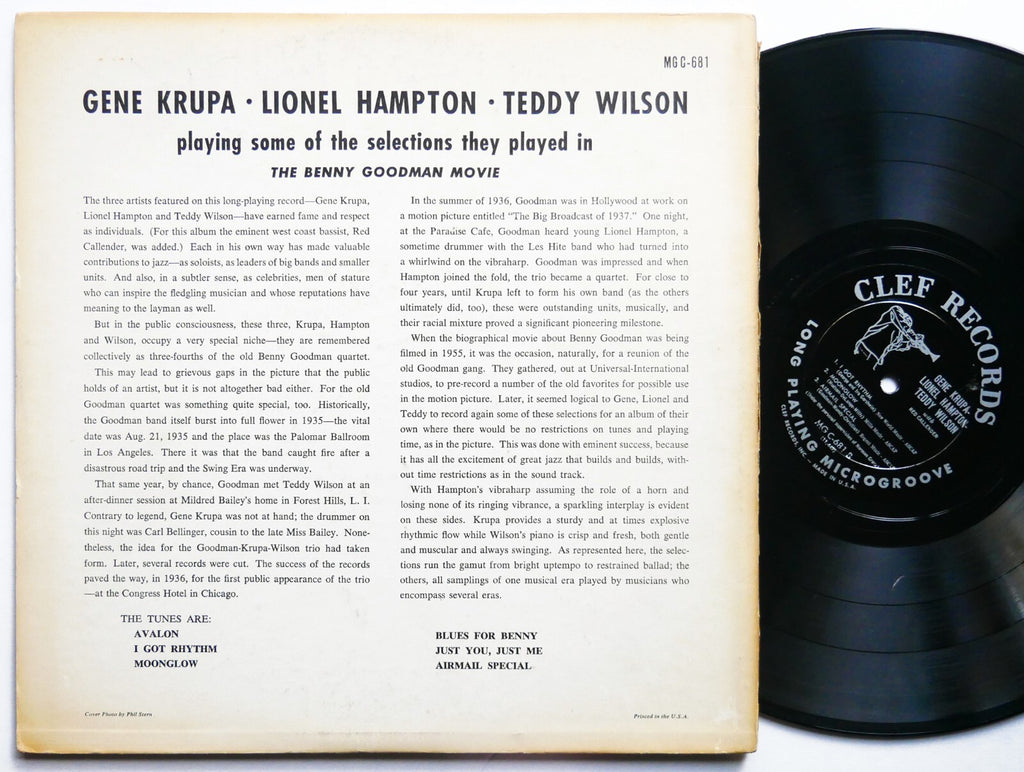 MG C-681
GENE KRUPA · LIONEL HAMPTON · TEDDY WILSON
playing some of the selections they played in
THE BENNY GOODMAN MOVIE
The three artists featured on this long-playing record—Gene Krupa,
Lionel Hampton and Teddy Wilson—have earned fame and respect
as individuals. (For this album the eminent west coast bassist, Red
Callender, was added.) Each in his own way has made valuable
contributions to jazz—as soloists, as leaders of big bands and smaller
units. And also, in a subtler sense, as celebrities, men of stature
who can inspire the fledgling musician and whose reputations have
meaning to the layman as well.
But in the public consciousness, these three, Krupa, Hampton
and Wilson, occupy a very special niche—they are remembered
collectively as three-fourths of the old Benny Goodman quartet.
This may lead to grievous gaps in the picture that the public
holds of an artist, but it is not altogether bad either. For the old
Goodman quartet was something quite special, too. Historically,
the Goodman band itself burst into full flower in 1935—the vital
date was Aug. 21, 1935 and the place was the Palomar Ballroom
in Los Angeles. There it was that the band caught fire after a
disastrous road trip and the Swing Era was underway.
That same year, by chance, Goodman met Teddy Wilson at an
after-dinner session at Mildred Bailey's home in Forest Hills, L. I.
Contrary to legend, Gene Krupa was not at hand; the drummer on
this night was Carl Bellinger, cousin to the late Miss Bailey. None-
theless, the idea for the Goodman-Krupa-Wilson trio had taken
form. Later, several records were cut. The success of the records
paved the way, in 1936, for the first public appearance of the trio
—at the Congress Hotel in Chicago.
In the summer of 1936, Goodman was in Hollywood at work on
a motion picture entitled “The Big Broadcast of 1937.” One night,
at the Paradise Cafe, Goodman heard young Lionel Hampton, a
sometime drummer with the Les Hite band who had turned into
a whirlwind on the vibraharp. Goodman was impressed and when
Hampton joined the fold, the trio became a quartet. For close to
four years, until Krupa left to form his own band (as the others
ultimately did, too), these were outstanding units, musically, and
their racial mixture proved a significant pioneering milestone.
When the biographical movie about Benny Goodman was being
filmed in 1955, it was the occasion, naturally, for a reunion of the
old Goodman gang. They gathered, out at Universal-International
studios, to pre-record a number of the old favorites for possible use
in the motion picture. Later, it seemed logical to Gene, Lionel and
Teddy to record again some of these selections for an album of their
own where there would be no restrictions on tunes and playing
time, as in the picture. This was done with eminent success, because
it has all the excitement of great jazz that builds and builds, with-
out time restrictions as in the sound track.
With Hampton's vibraharp assuming the role of a horn and
losing none of its ringing vibrance, a sparkling interplay is evident
on these sides. Krupa provides a sturdy and at times explosive
rhythmic flow while Wilson's piano is crisp and fresh, both gentle
and muscular and always swinging. As represented here, the selec-
tions run the gamut from bright uptempo to restrained ballad; the
others, all samplings of one musical era played by musicians who
encompass several eras.
THE TUNES ARE:
AVALON
I GOT RHYTHM
MOONGLOW
BLUES FOR BENNY
JUST YOU, JUST ME
AIRMAIL SPECIAL
Cover Photo by Phil Stern
Printed in the U.S.A.
CLEF RECORDS
GENE KRUPA-
LIONEL HAMPTON-
TEDDY WILSON
RED CALLENDER
1. I GOT RHYTHM
2. MOONGLOW
3. AIRMAIL SPECIAL
MG C-681
LONG PLAYING MICROGROOVE
CLEF RECORDS, INC. — MADE IN U.S.A.